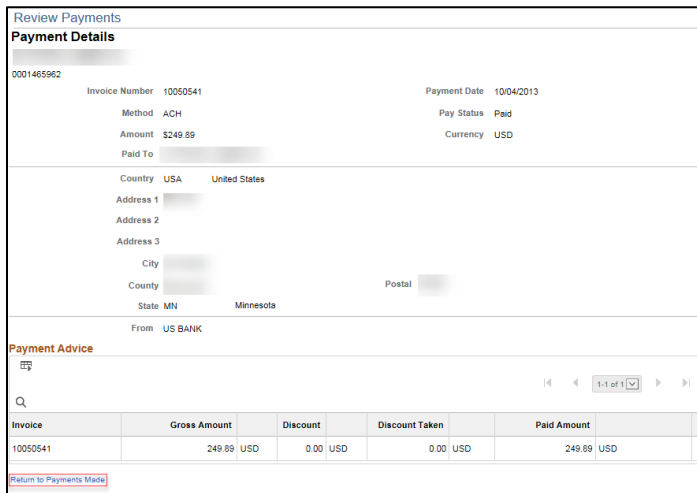 Review Payments
Payment Details
0001465962
Invoice Number 10050541 Payment Date 10/04/2013
Method ACH Pay Status Paid
Amount $249.89 Currency USD
Paid To
Country USA United States
Address 1
Address 2
Address 3
City
County Postal
State MN Minnesota
From US BANK
Payment Advice
1-1 of 1
Invoice Gross Amount Discount Discount Taken Paid Amount
10050541 249.89 USD 0.00 USD 0.00 USD 249.89 USD
Return to Payments Made